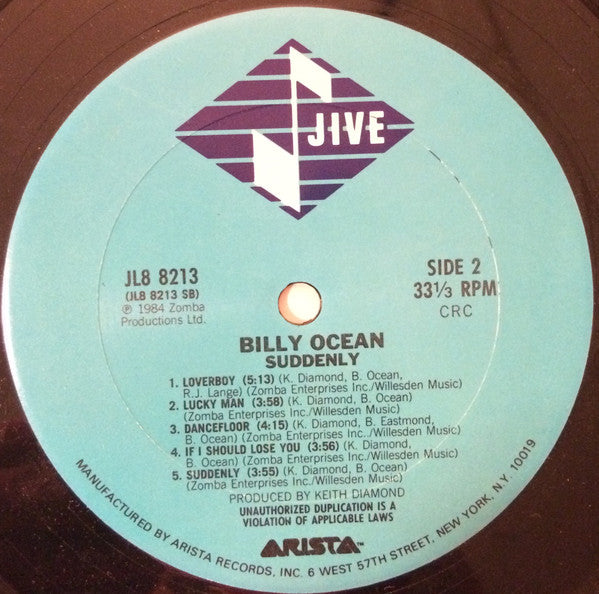 JIVE
JL8 8213
(JL8 8213 SB)
℗ 1984 Zomba
Productions Ltd.
SIDE 2
33⅓ RPM
CRC
BILLY OCEAN
SUDDENLY
1. LOVERBOY (5:13) (K. Diamond, B. Ocean,
R.J. Lange) (Zomba Enterprises Inc./Willesden Music)
2. LUCKY MAN (3:58) (K. Diamond, B. Ocean)
(Zomba Enterprises Inc./Willesden Music)
3. DANCEFLOOR (4:15) (K. Diamond, B. Eastmond,
B. Ocean) (Zomba Enterprises Inc./Willesden Music)
4. IF I SHOULD LOSE YOU (3:56) (K. Diamond,
B. Ocean) (Zomba Enterprises Inc./Willesden Music)
5. SUDDENLY (3:55) (K. Diamond, B. Ocean)
(Zomba Enterprises Inc./Willesden Music)
PRODUCED BY KEITH DIAMOND
UNAUTHORIZED DUPLICATION IS A
VIOLATION OF APPLICABLE LAWS
ARISTA™
MANUFACTURED BY ARISTA RECORDS, INC. 6 WEST 57TH STREET, NEW YORK, N.Y. 10019